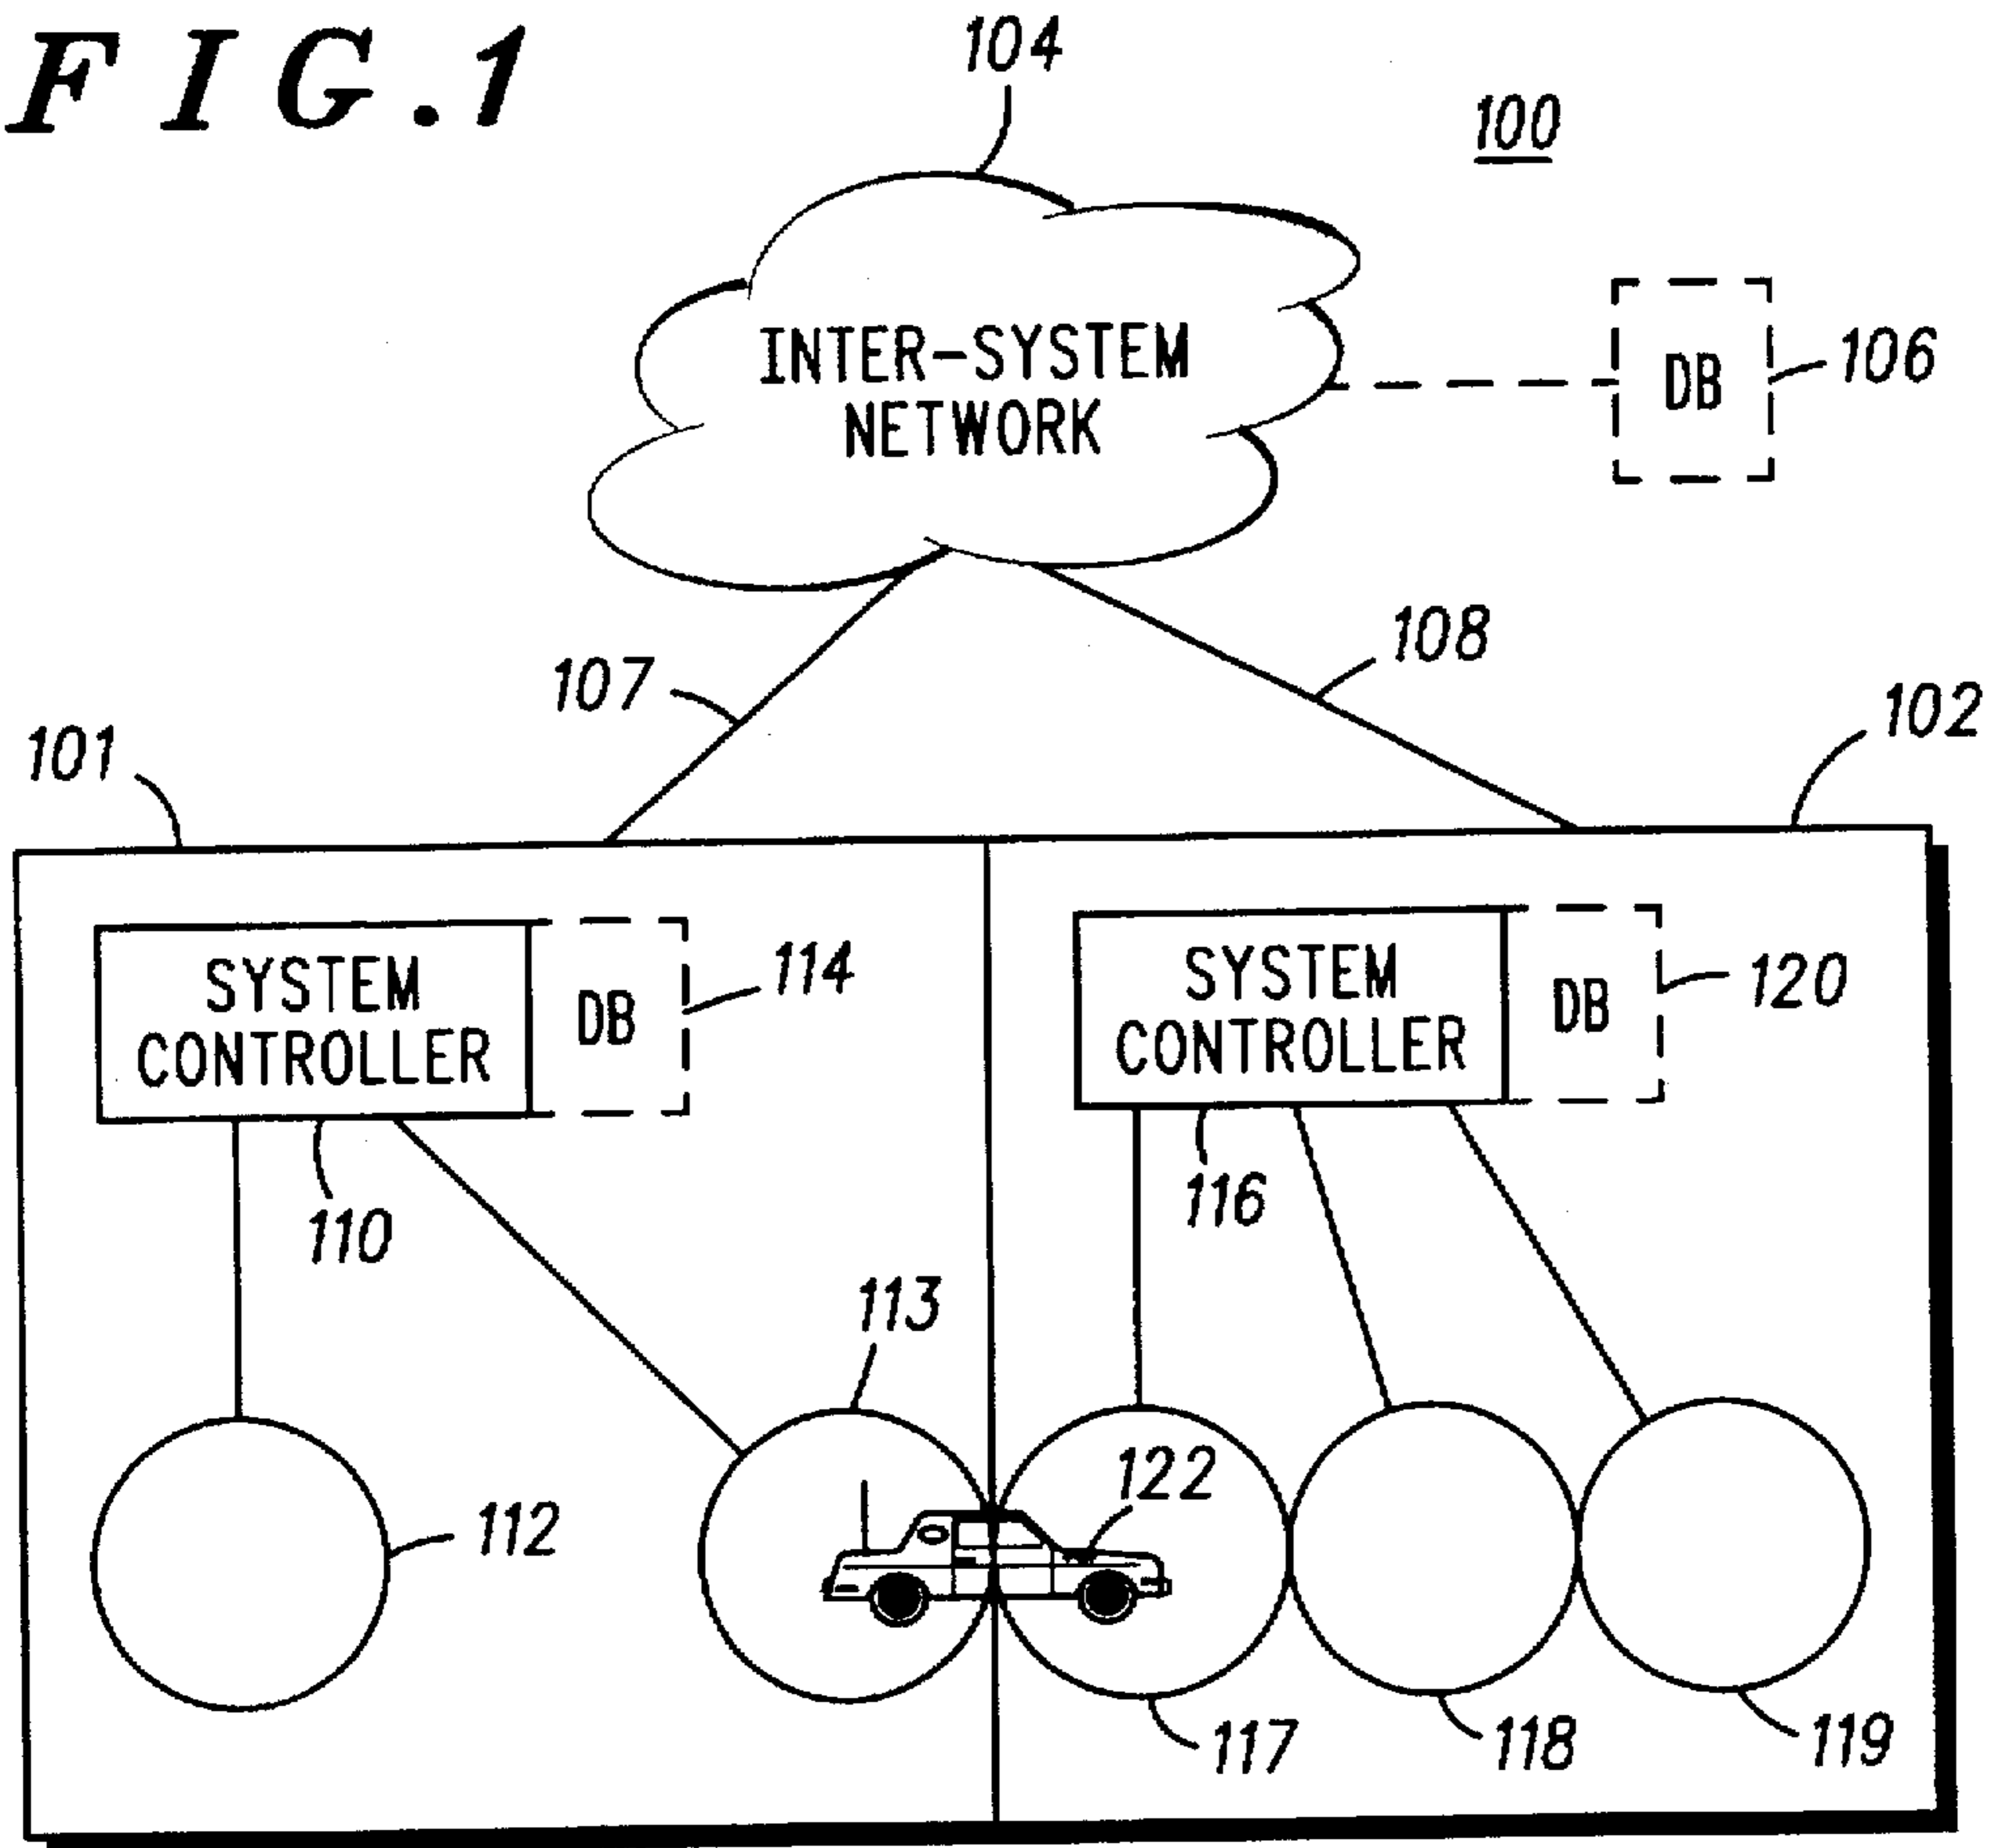 FIG.1
104
100
INTER-SYSTEM
NETWORK
DB
106
107
108
101
102
SYSTEM
CONTROLLER
DB
114
SYSTEM
CONTROLLER
DB
120
110
116
113
122
112
117
118
119